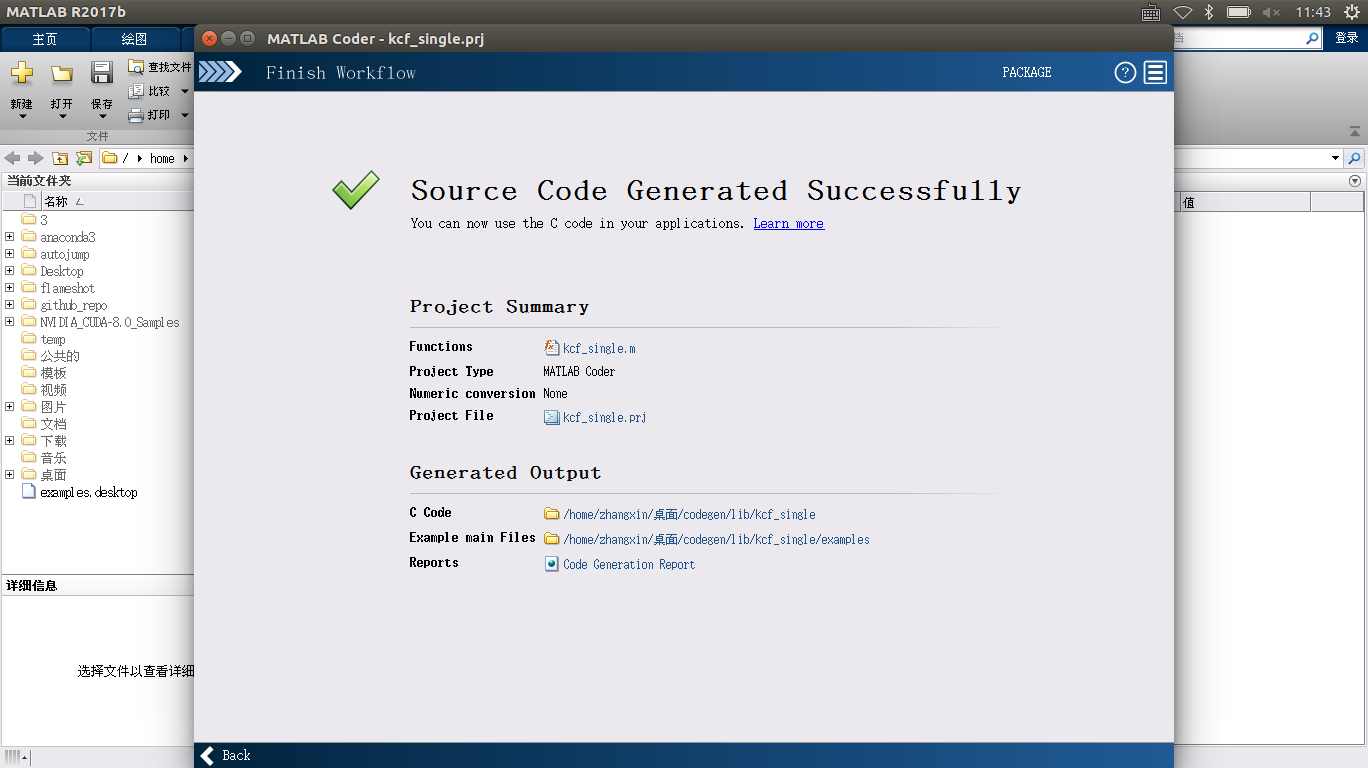 MATLAB R2017b
11:43
主页
绘图
MATLAB Coder - kcf_single.prj
档
登录
Finish Workflow
PACKAGE
?
新建
打开
保存
查找文件
比较
打印
文件
/
home
当前文件夹
名称
值
3
anaconda3
autojump
Desktop
flameshot
github_repo
NVIDIA_CUDA-8.0_Samples
temp
公共的
模板
视频
图片
文档
下载
音乐
桌面
examples.desktop
详细信息
选择文件以查看详细
Source Code Generated Successfully
You can now use the C code in your applications. Learn more
Project Summary
Functions kcf_single.m
Project Type MATLAB Coder
Numeric conversion None
Project File kcf_single.prj
Generated Output
C Code /home/zhangxin/桌面/codegen/lib/kcf_single
Example main Files /home/zhangxin/桌面/codegen/lib/kcf_single/examples
Reports Code Generation Report
Back